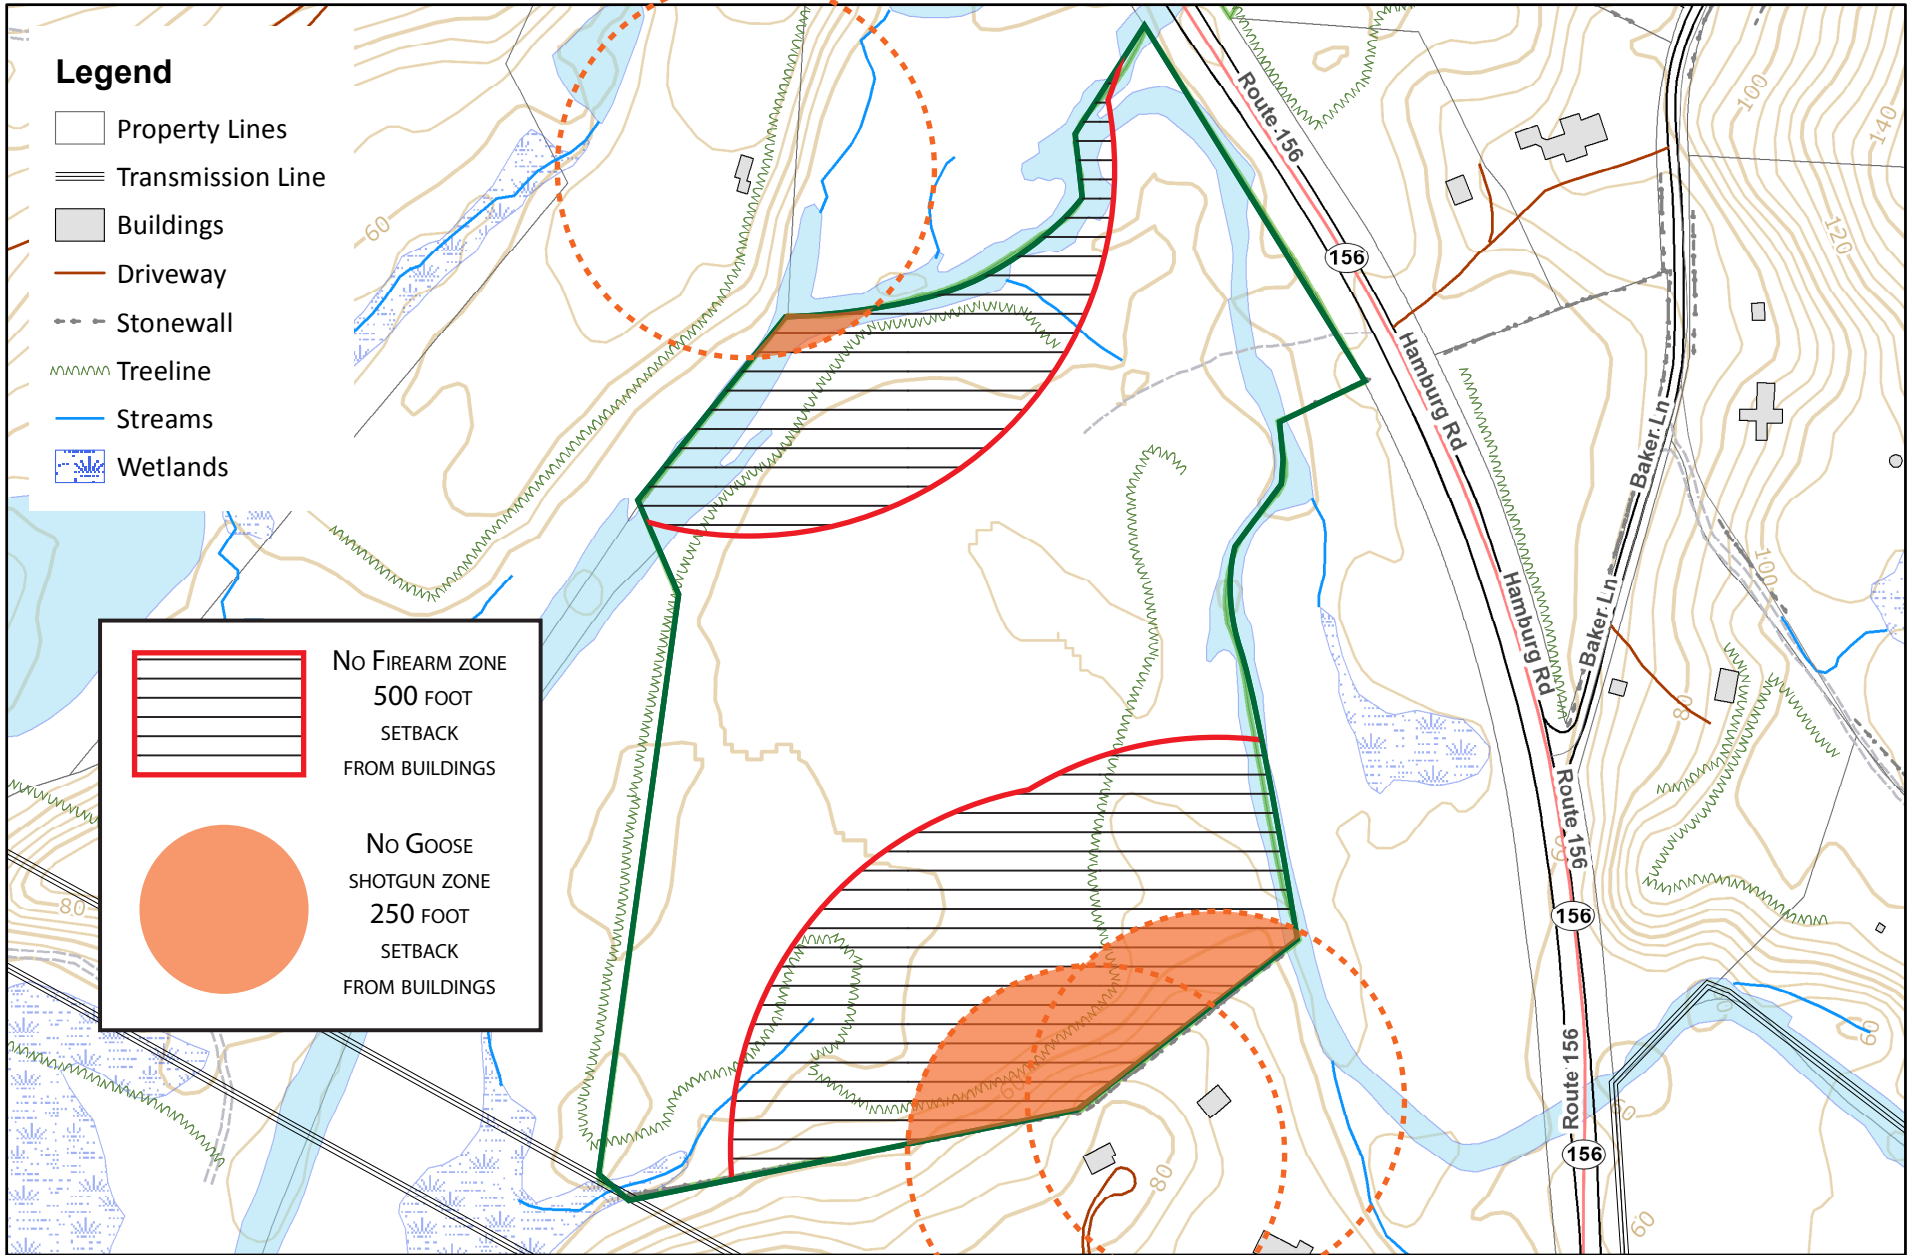 Legend
Property Lines
Transmission Line
Buildings
Driveway
Stonewall
Treeline
Streams
Wetlands
No Firearm zone
500 foot
setback
from buildings
No Goose
shotgun zone
250 foot
setback
from buildings
Route 156
156
Hamburg Rd
Hamburg Rd
Baker Ln
Baker Ln
Route 156
156
Route 156
156
60
100
140
120
100
80
80
60
60
60
80
60